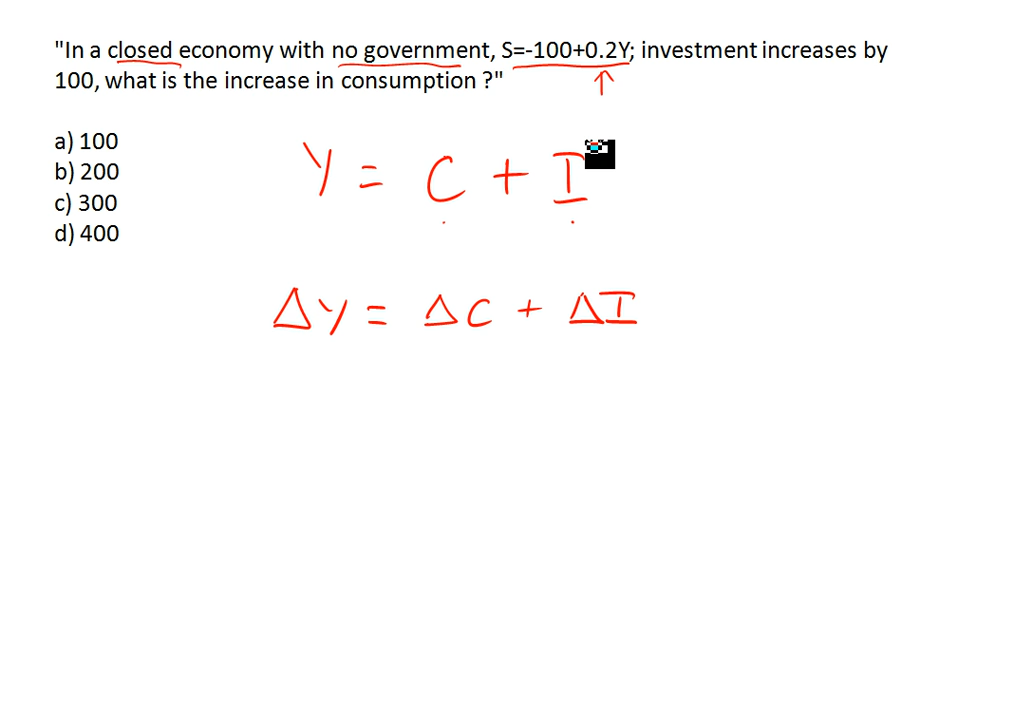 "In a closed economy with no government, S=-100+0.2Y; investment increases by
100, what is the increase in consumption ?"
a) 100
b) 200
c) 300
d) 400
Y = C + I
ΔY = ΔC + ΔI